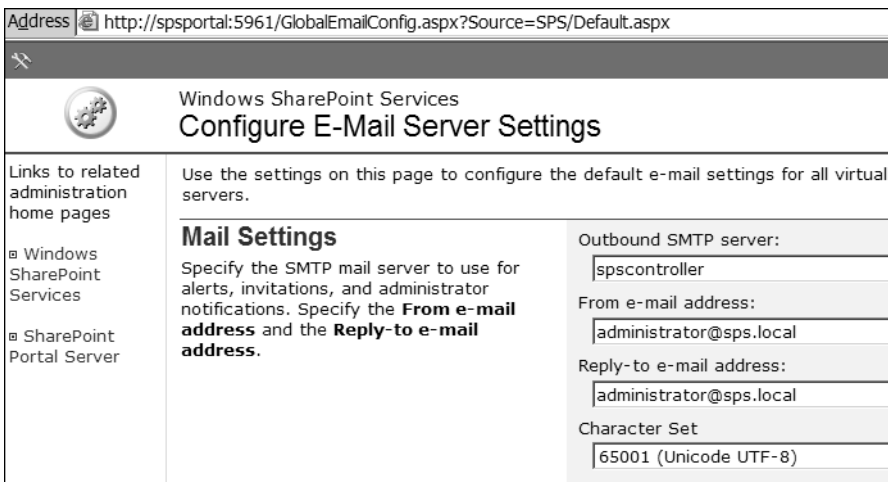 Address http://spsportal:5961/GlobalEmailConfig.aspx?Source=SPS/Default.aspx
Windows SharePoint Services
Configure E-Mail Server Settings
Links to related
administration
home pages
Windows
SharePoint
Services
SharePoint
Portal Server
Use the settings on this page to configure the default e-mail settings for all virtual
servers.
Mail Settings
Specify the SMTP mail server to use for
alerts, invitations, and administrator
notifications. Specify the From e-mail
address and the Reply-to e-mail
address.
Outbound SMTP server:
spscontroller
From e-mail address:
administrator@sps.local
Reply-to e-mail address:
administrator@sps.local
Character Set
65001 (Unicode UTF-8)